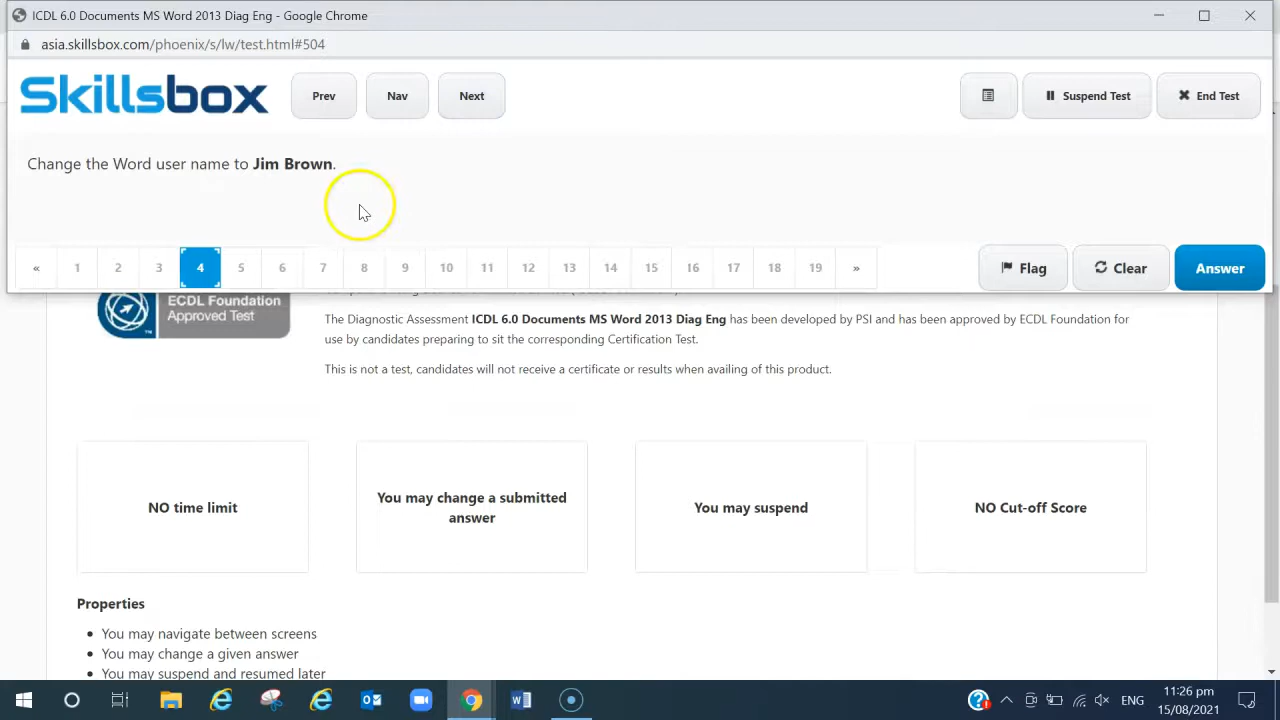 ICDL 6.0 Documents MS Word 2013 Diag Eng - Google Chrome
asia.skillsbox.com/phoenix/s/lw/test.html#504
Skillsbox
Prev
Nav
Next
Suspend Test
End Test
Change the Word user name to Jim Brown.
« 1 2 3 4 5 6 7 8 9 10 11 12 13 14 15 16 17 18 19 »
Flag
Clear
Answer
ECDL Foundation
Approved Test
The Diagnostic Assessment ICDL 6.0 Documents MS Word 2013 Diag Eng has been developed by PSI and has been approved by ECDL Foundation for
use by candidates preparing to sit the corresponding Certification Test.
This is not a test, candidates will not receive a certificate or results when availing of this product.
NO time limit
You may change a submitted
answer
You may suspend
NO Cut-off Score
Properties
You may navigate between screens
You may change a given answer
You may suspend and resumed later
ENG
11:26 pm
15/08/2021